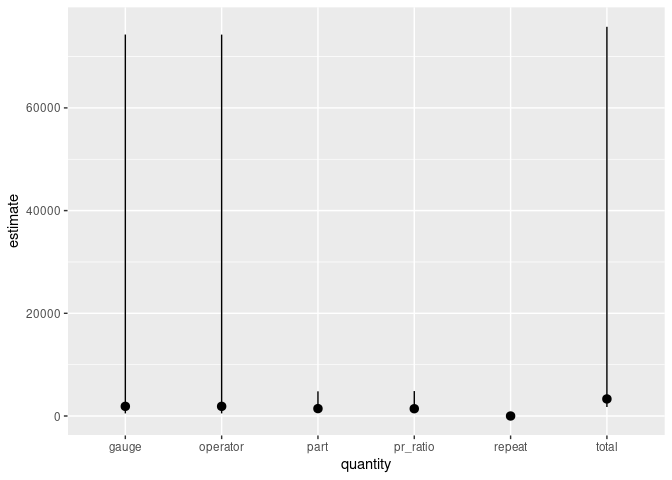 estimate
60000
40000
20000
0
gauge operator part pr_ratio repeat total
quantity